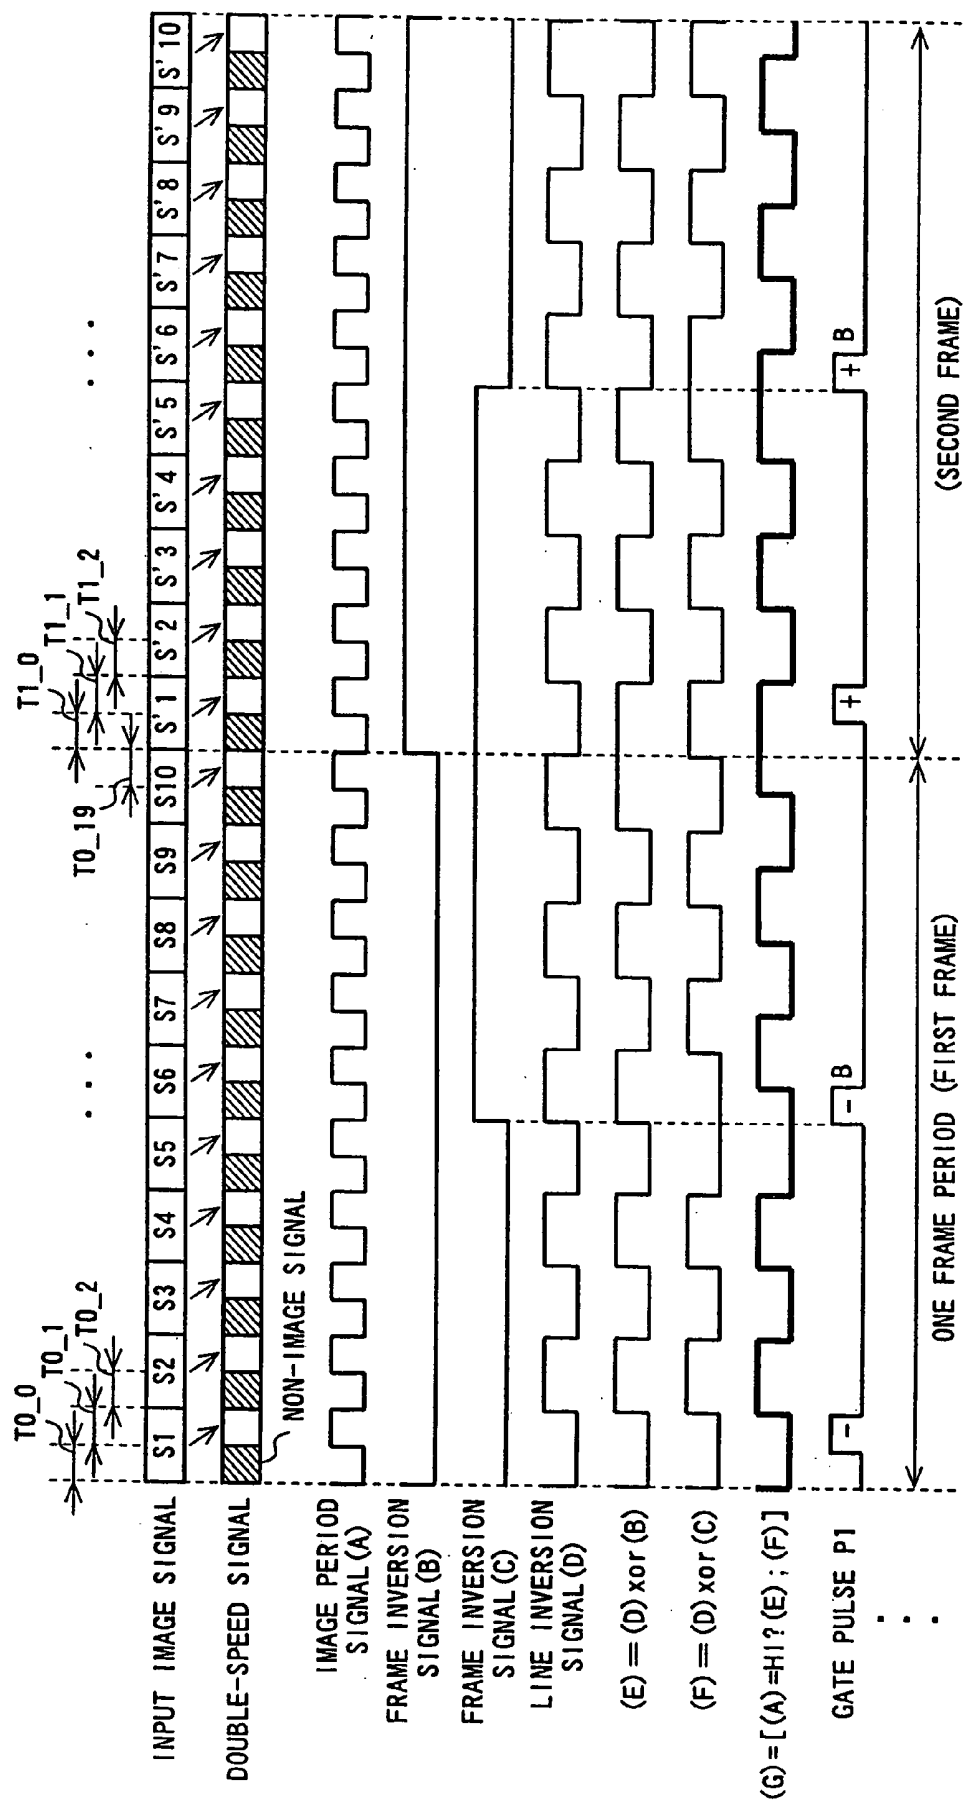 T0_0
T0_1
T0_2
T0_19
T1_0
T1_1
T1_2
INPUT IMAGE SIGNAL
S1 S2 S3 S4 S5 S6 S7 S8 S9 S10 S'1 S'2 S'3 S'4 S'5 S'6 S'7 S'8 S'9 S'10
DOUBLE-SPEED SIGNAL
NON-IMAGE SIGNAL
IMAGE PERIOD
SIGNAL(A)
FRAME INVERSION
SIGNAL(B)
FRAME INVERSION
SIGNAL(C)
LINE INVERSION
SIGNAL(D)
(E)=(D)xor(B)
(F)=(D)xor(C)
(G)=[(A)=HI?(E);(F)]
GATE PULSE P1
− − B + + B
ONE FRAME PERIOD (FIRST FRAME)
(SECOND FRAME)